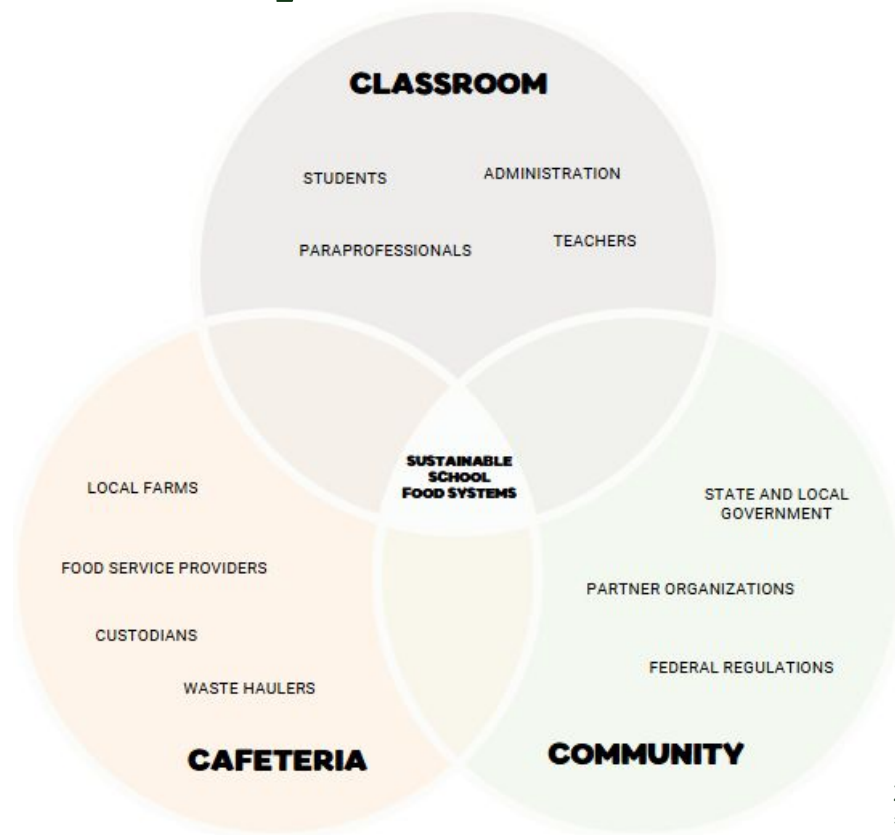 CLASSROOM
STUDENTS
ADMINISTRATION
PARAPROFESSIONALS
TEACHERS
SUSTAINABLE
SCHOOL
FOOD SYSTEMS
LOCAL FARMS
FOOD SERVICE PROVIDERS
CUSTODIANS
WASTE HAULERS
CAFETERIA
STATE AND LOCAL
GOVERNMENT
PARTNER ORGANIZATIONS
FEDERAL REGULATIONS
COMMUNITY